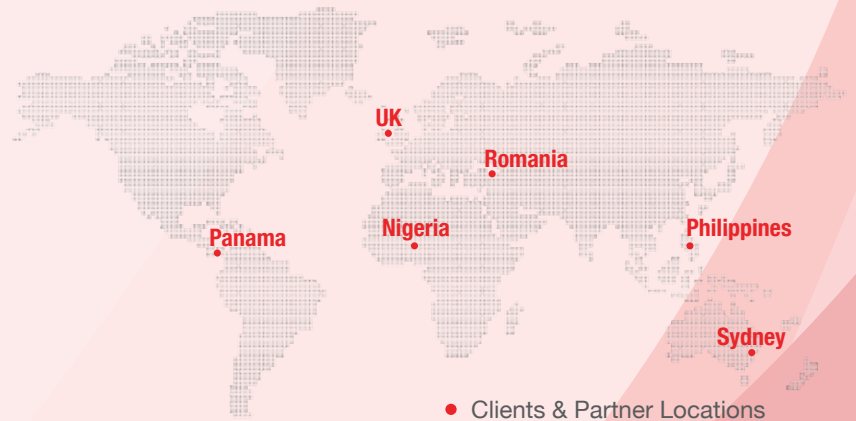 UK
Romania
Panama
Nigeria
Philippines
Sydney
Clients & Partner Locations